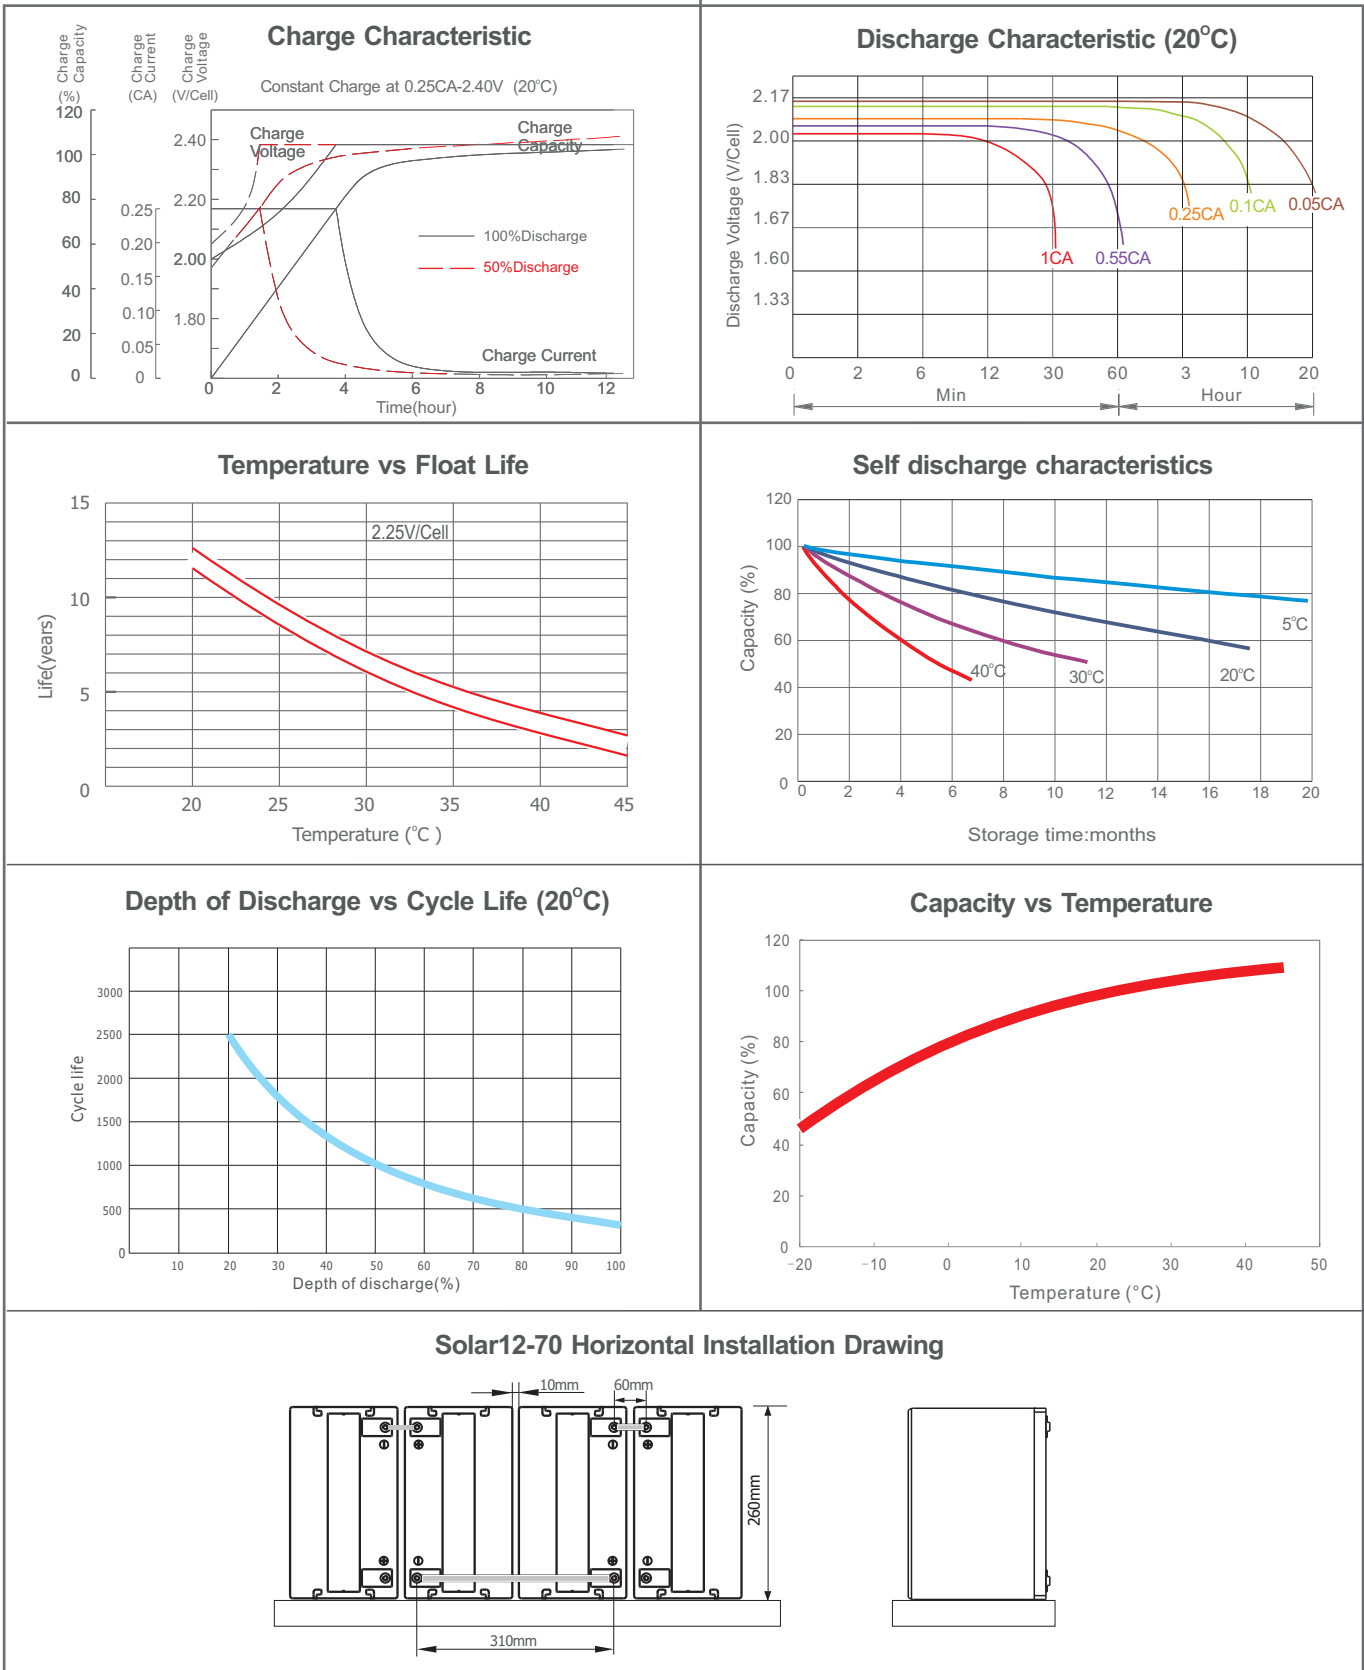 Charge Characteristic
Charge Capacity
(%)
Charge Current
(CA)
Charge Voltage
(V/Cell)
Constant Charge at 0.25CA-2.40V (20°C)
120
100
80
60
40
20
0
0.25
0.20
0.15
0.10
0.05
0
2.40
2.20
2.00
1.80
Charge
Voltage
Charge
Capacity
100%Discharge
50%Discharge
Charge Current
0 2 4 6 8 10 12
Time(hour)
Discharge Characteristic (20°C)
Discharge Voltage (V/Cell)
2.17
2.00
1.83
1.67
1.60
1.33
1CA
0.55CA
0.25CA
0.1CA
0.05CA
0 2 6 12 30 60 3 10 20
Min
Hour
Temperature vs Float Life
Life(years)
15
10
5
0
2.25V/Cell
20 25 30 35 40 45
Temperature (°C )
Self discharge characteristics
Capacity (%)
120
100
80
60
40
20
0
40°C
30°C
20°C
5°C
0 2 4 6 8 10 12 14 16 18 20
Storage time:months
Depth of Discharge vs Cycle Life (20°C)
Cycle life
3000
2500
2000
1500
1000
500
0
10 20 30 40 50 60 70 80 90 100
Depth of discharge(%)
Capacity vs Temperature
Capacity (%)
120
100
80
60
40
20
0
−20 −10 0 10 20 30 40 50
Temperature (°C)
Solar12-70 Horizontal Installation Drawing
10mm
60mm
260mm
310mm